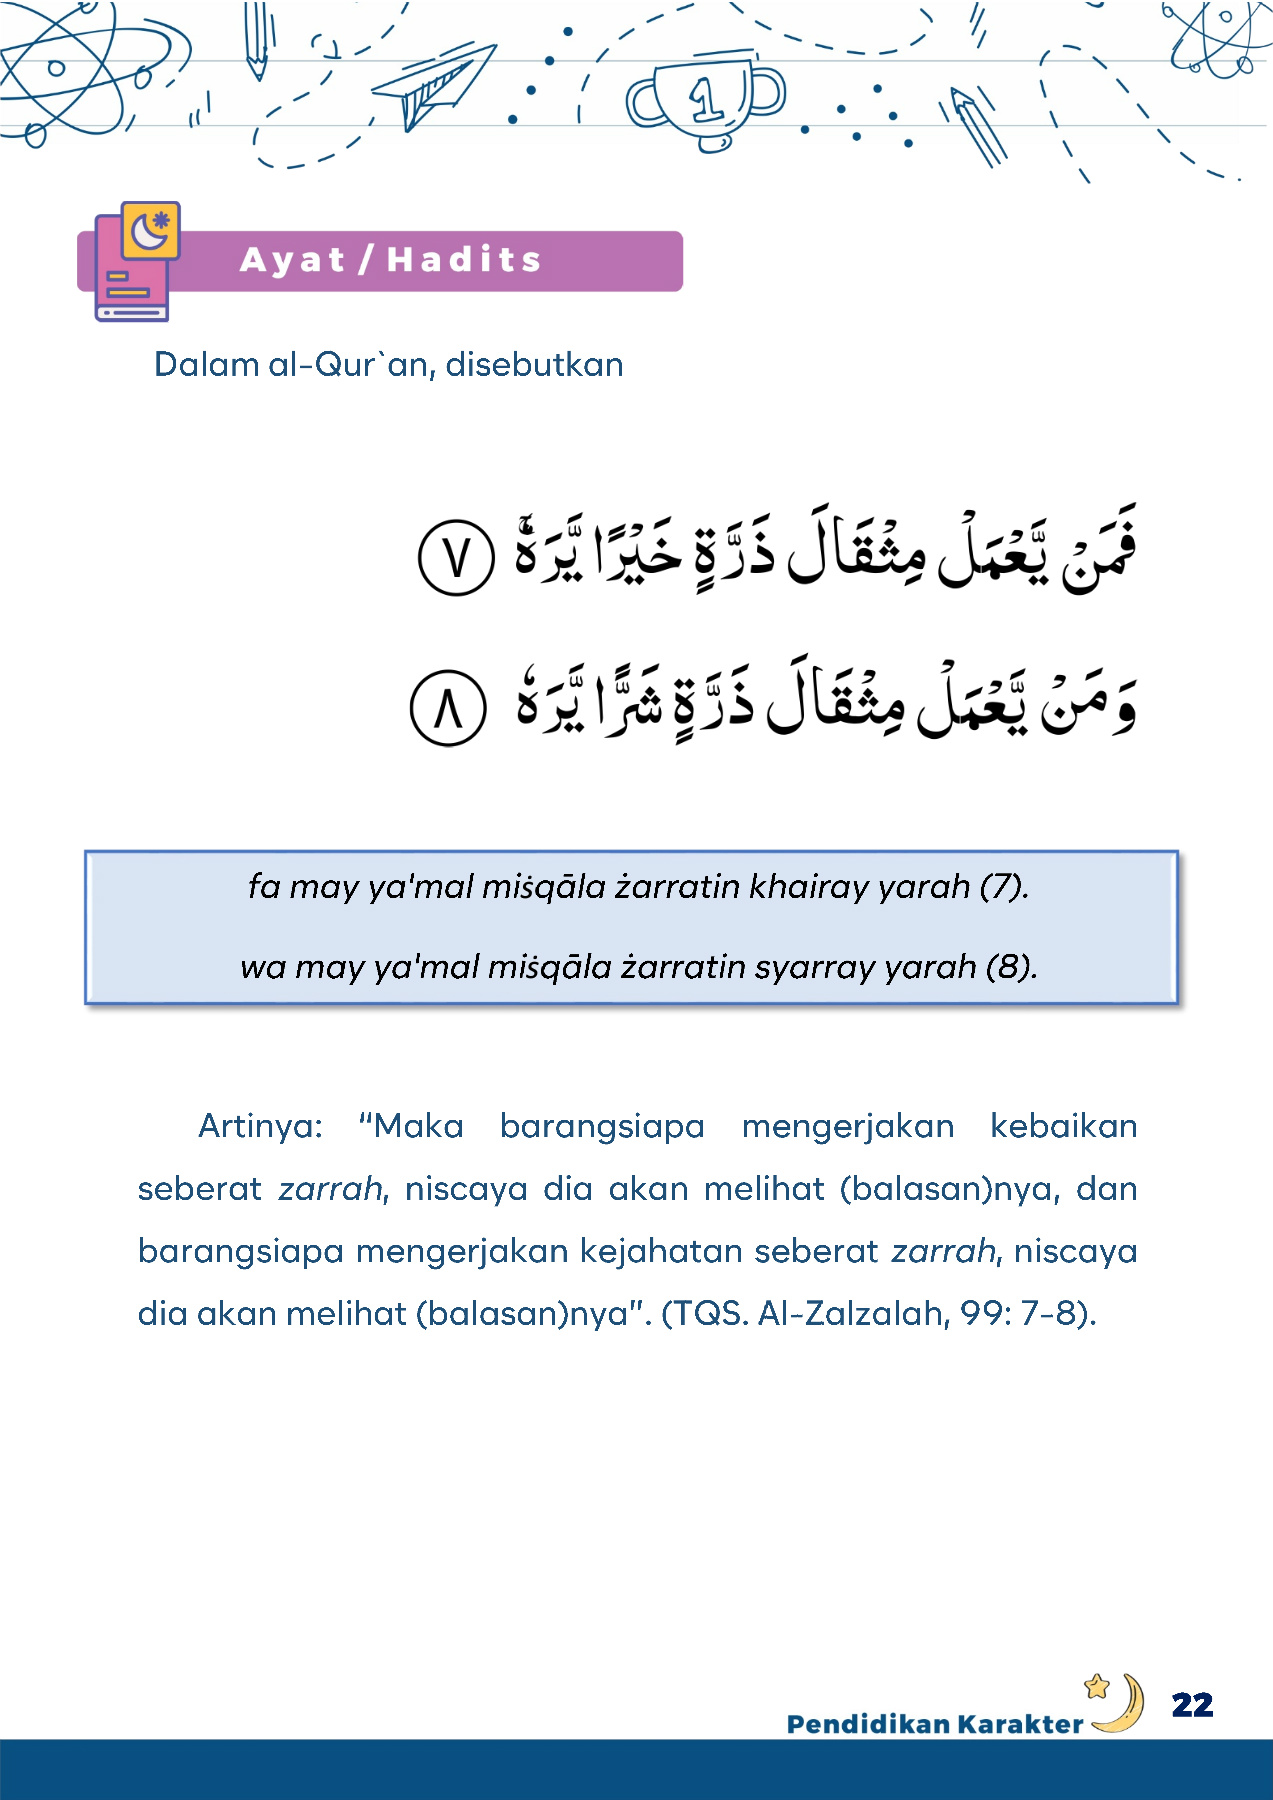 1
Ayat / Hadits
Dalam al-Qur`an, disebutkan
فَمَنْ يَّعْمَلْ مِثْقَالَ ذَرَّةٍ خَيْرًا يَّرَهٗۚ ٧
وَمَنْ يَّعْمَلْ مِثْقَالَ ذَرَّةٍ شَرًّا يَّرَهٗ ٨
fa may ya'mal miṡqāla żarratin khairay yarah (7).
wa may ya'mal miṡqāla żarratin syarray yarah (8).
Artinya: “Maka barangsiapa mengerjakan kebaikan
seberat zarrah, niscaya dia akan melihat (balasan)nya, dan
barangsiapa mengerjakan kejahatan seberat zarrah, niscaya
dia akan melihat (balasan)nya”. (TQS. Al-Zalzalah, 99: 7-8).
Pendidikan Karakter 22